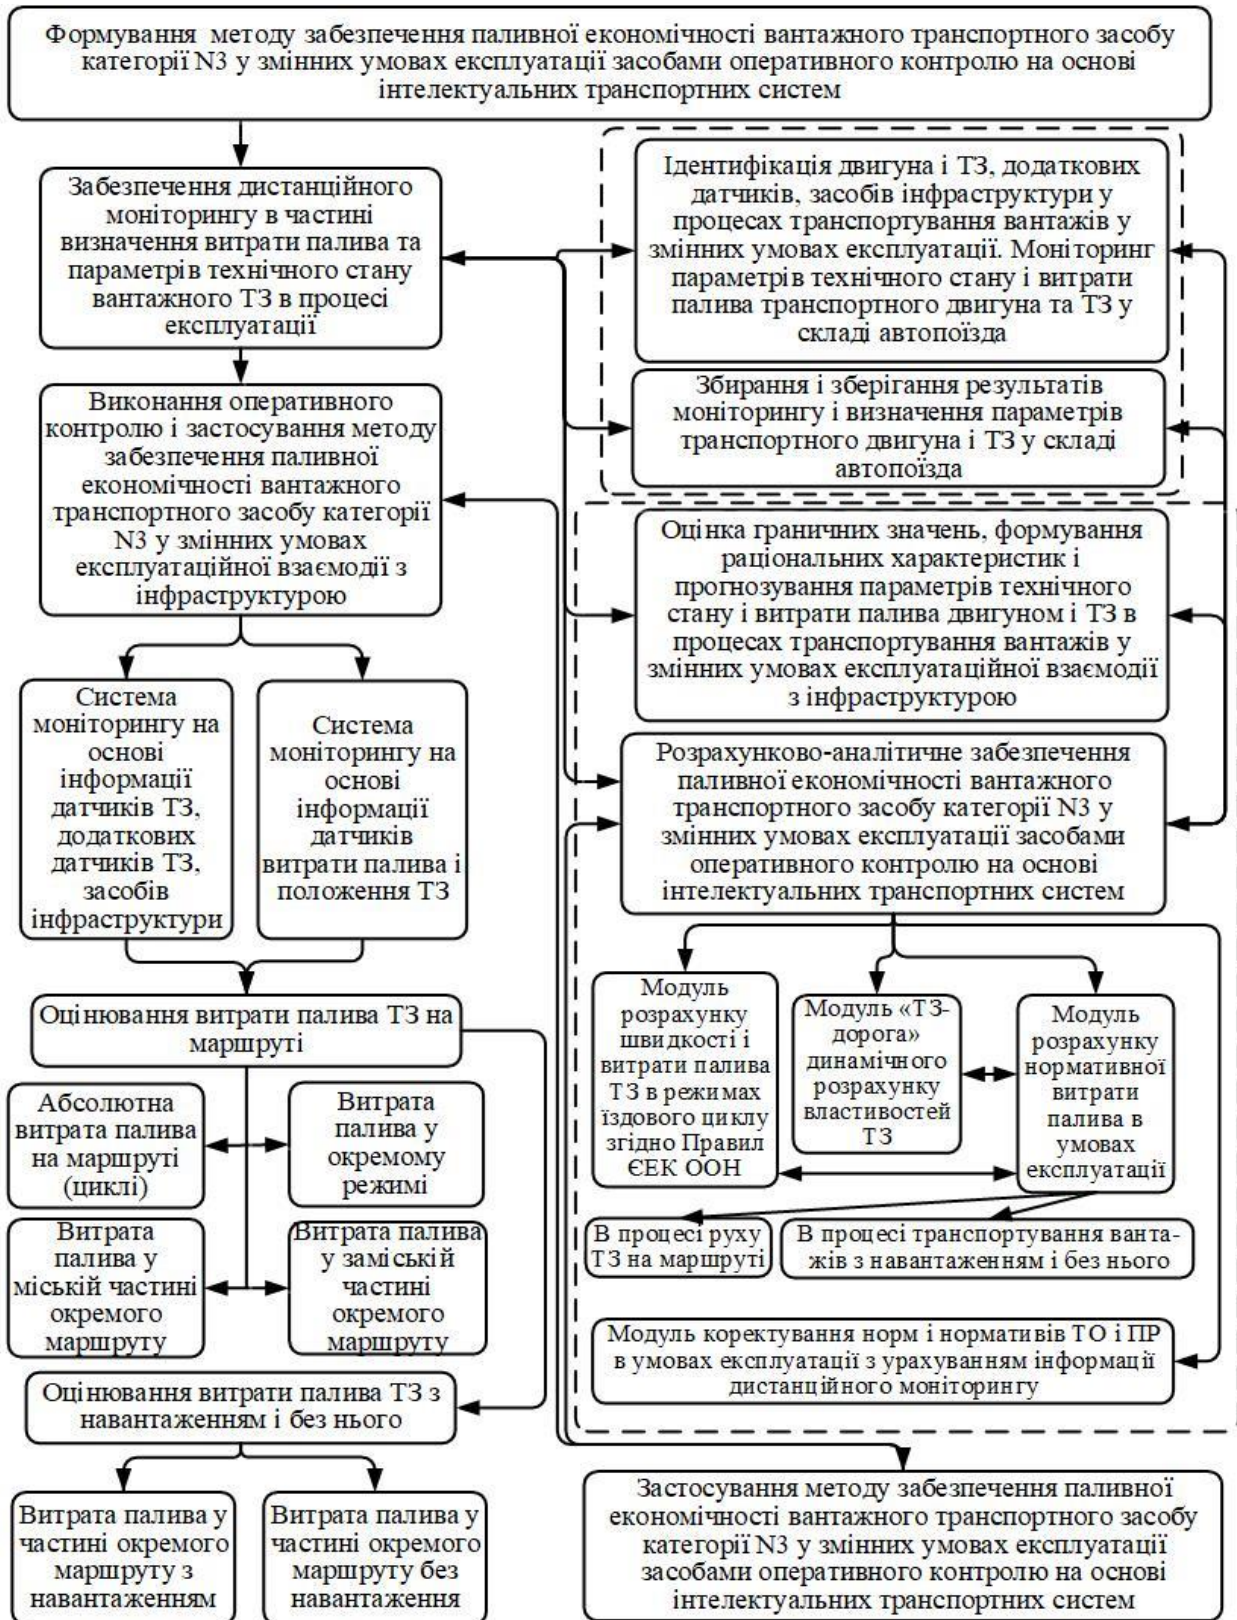 Формування методу забезпечення паливної економічності вантажного транспортного засобу
категорії N3 у змінних умовах експлуатації засобами оперативного контролю на основі
інтелектуальних транспортних систем
Забезпечення дистанційного
моніторингу в частині
визначення витрати палива та
параметрів технічного стану
вантажного ТЗ в процесі
експлуатації
Ідентифікація двигуна і ТЗ, додаткових
датчиків, засобів інфраструктури у
процесах транспортування вантажів у
змінних умовах експлуатації. Моніторинг
параметрів технічного стану і витрати
палива транспортного двигуна та ТЗ у
складі автопоїзда
Збирання і зберігання результатів
моніторингу і визначення параметрів
транспортного двигуна і ТЗ у складі
автопоїзда
Виконання оперативного
контролю і застосування методу
забезпечення паливної
економічності вантажного
транспортного засобу категорії
N3 у змінних умовах
експлуатаційної взаємодії з
інфраструктурою
Оцінка граничних значень, формування
раціональних характеристик і
прогнозування параметрів технічного
стану і витрати палива двигуном і ТЗ в
процесах транспортування вантажів у
змінних умовах експлуатаційної взаємодії
з інфраструктурою
Система
моніторингу на
основі
інформації
датчиків ТЗ,
додаткових
датчиків ТЗ,
засобів
інфраструктури
Система
моніторингу на
основі
інформації
датчиків
витрати палива і
положення ТЗ
Розрахунково-аналітичне забезпечення
паливної економічності вантажного
транспортного засобу категорії N3 у
змінних умовах експлуатації засобами
оперативного контролю на основі
інтелектуальних транспортних систем
Оцінювання витрати палива ТЗ на
маршруті
Модуль
розрахунку
швидкості і
витрати палива
ТЗ в режимах
їздового циклу
згідно Правил
ЄЕК ООН
Модуль «ТЗ-
дорога»
динамічного
розрахунку
властивостей
ТЗ
Модуль
розрахунку
нормативної
витрати
палива в
умовах
експлуатації
Абсолютна
витрата палива
на маршруті
(циклі)
Витрата
палива у
окремому
режимі
Витрата
палива у
міській частині
окремого
маршруту
Витрата палива
у заміській
частині
окремого
маршруту
В процесі руху
ТЗ на маршруті
В процесі транспортування ванта-
жів з навантаженням і без нього
Модуль коректування норм і нормативів ТО і ПР
в умовах експлуатації з урахуванням інформації
дистанційного моніторингу
Оцінювання витрати палива ТЗ з
навантаженням і без нього
Витрата палива у
частині окремого
маршруту з
навантаженням
Витрата палива у
частині окремого
маршруту без
навантаження
Застосування методу забезпечення паливної
економічності вантажного транспортного засобу
категорії N3 у змінних умовах експлуатації
засобами оперативного контролю на основі
інтелектуальних транспортних систем